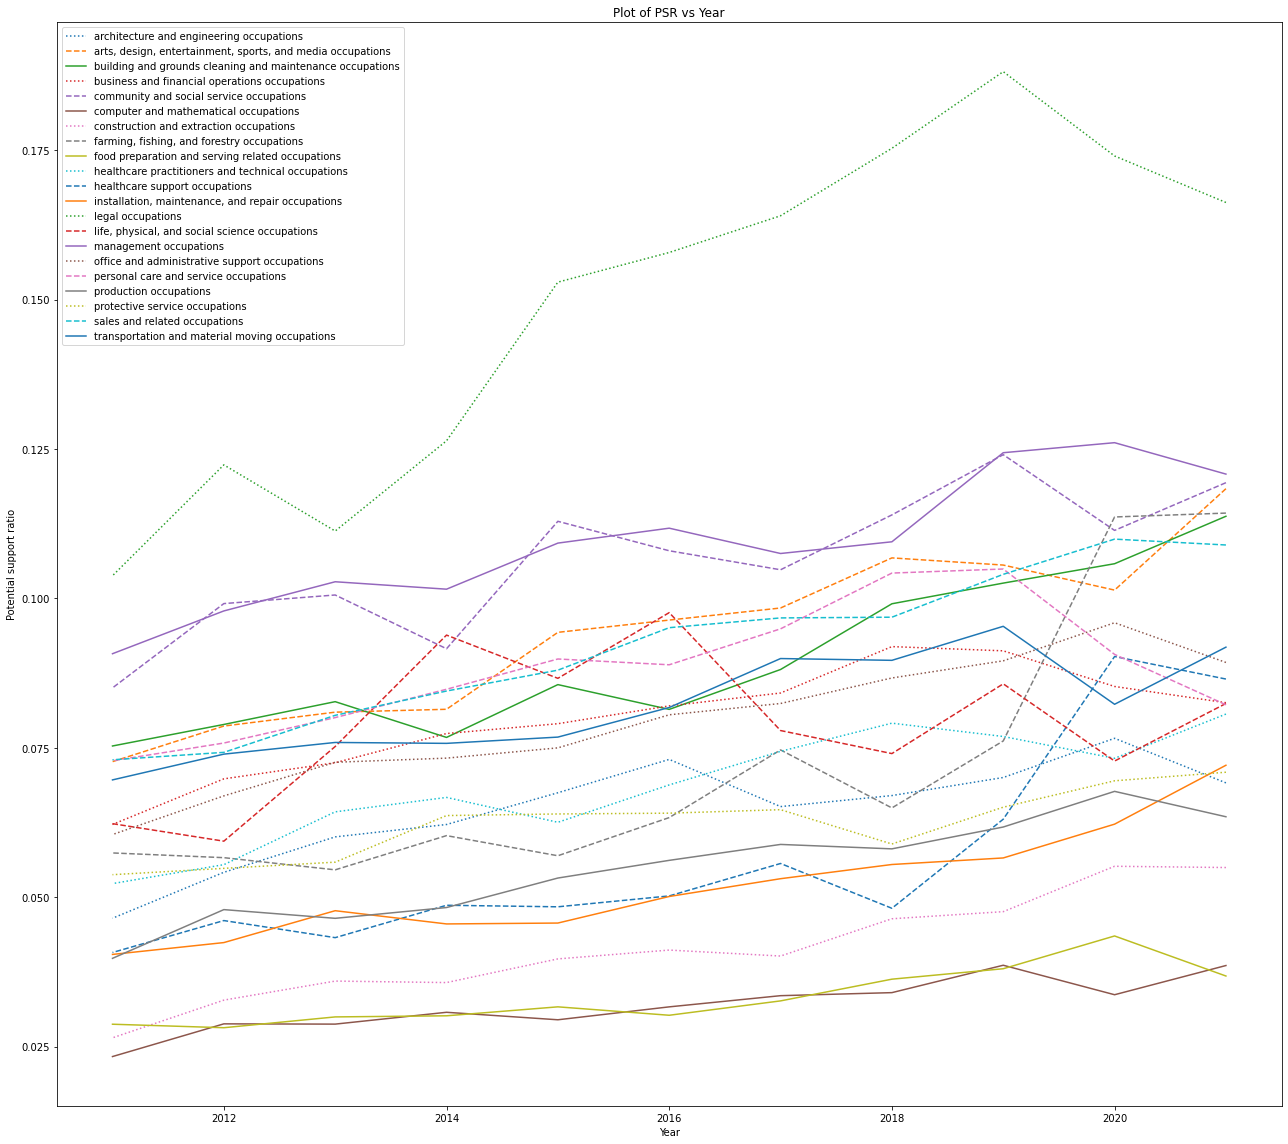 Plot of PSR vs Year
architecture and engineering occupations
arts, design, entertainment, sports, and media occupations
building and grounds cleaning and maintenance occupations
business and financial operations occupations
community and social service occupations
computer and mathematical occupations
construction and extraction occupations
farming, fishing, and forestry occupations
food preparation and serving related occupations
healthcare practitioners and technical occupations
healthcare support occupations
installation, maintenance, and repair occupations
legal occupations
life, physical, and social science occupations
management occupations
office and administrative support occupations
personal care and service occupations
production occupations
protective service occupations
sales and related occupations
transportation and material moving occupations
0.175
0.150
0.125
0.100
0.075
0.050
0.025
Potential support ratio
2012 2014 2016 2018 2020
Year